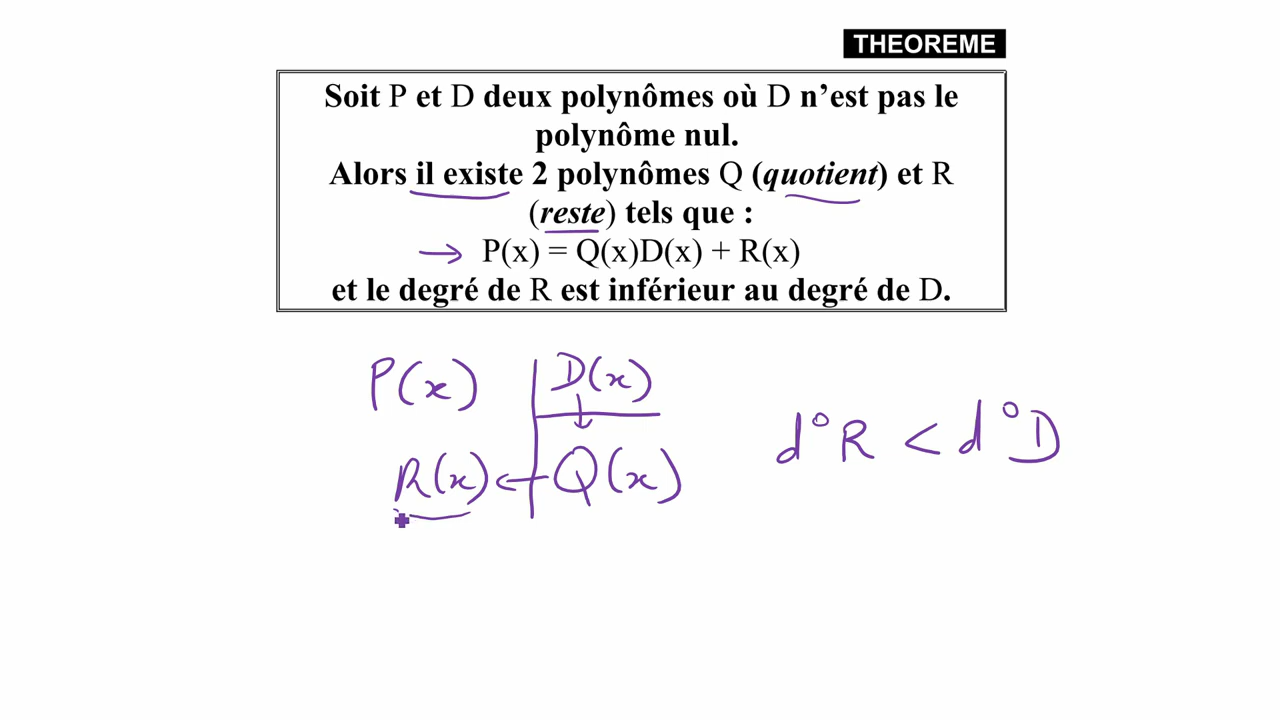 THEOREME
Soit P et D deux polynômes où D n’est pas le
polynôme nul.
Alors il existe 2 polynômes Q (quotient) et R
(reste) tels que :
P(x) = Q(x)D(x) + R(x)
et le degré de R est inférieur au degré de D.
P(x) D(x)
R(x) Q(x)
d°R < d°D